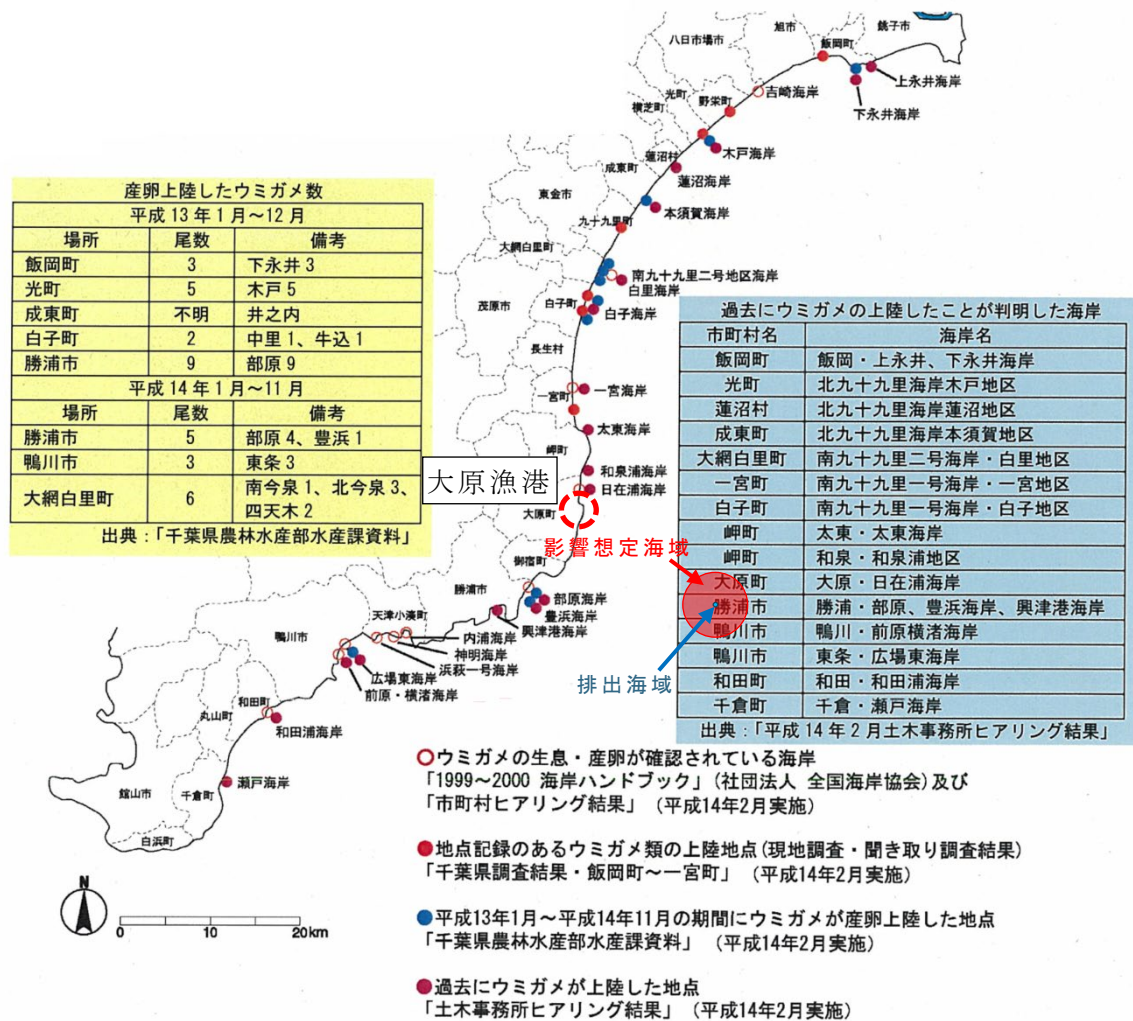 銚子市
旭市
八日市場市
飯岡町
上永井海岸
吉崎海岸
下永井海岸
光町
野栄町
横芝町
木戸海岸
蓮沼村
蓮沼海岸
成東町
東金市
本須賀海岸
九十九里町
大網白里町
南九十九里二号地区海岸
白里海岸
茂原市
白子町
白子海岸
長生村
一宮町
一宮海岸
太東海岸
岬町
和泉浦海岸
大原漁港
日在浦海岸
大原町
影響想定海域
御宿町
勝浦市
部原海岸
豊浜海岸
興津港海岸
天津小湊町
内浦海岸
神明海岸
浜萩一号海岸
鴨川市
広場東海岸
前原・横渚海岸
排出海域
和田町
和田浦海岸
丸山町
瀬戸海岸
館山市
千倉町
白浜町
産卵上陸したウミガメ数
平成13年1月～12月
場所 尾数 備考
飯岡町 3 下永井3
光町 5 木戸5
成東町 不明 井之内
白子町 2 中里1、牛込1
勝浦市 9 部原9
平成14年1月～11月
場所 尾数 備考
勝浦市 5 部原4、豊浜1
鴨川市 3 東条3
大網白里町 6 南今泉1、北今泉3、
四天木2
出典：「千葉県農林水産部水産課資料」
過去にウミガメの上陸したことが判明した海岸
市町村名 海岸名
飯岡町 飯岡・上永井、下永井海岸
光町 北九十九里海岸木戸地区
蓮沼村 北九十九里海岸蓮沼地区
成東町 北九十九里海岸本須賀地区
大網白里町 南九十九里二号海岸・白里地区
一宮町 南九十九里一号海岸・一宮地区
白子町 南九十九里一号海岸・白子地区
岬町 太東・太東海岸
岬町 和泉・和泉浦地区
大原町 大原・日在浦海岸
勝浦市 勝浦・部原、豊浜海岸、興津港海岸
鴨川市 鴨川・前原横渚海岸
鴨川市 東条・広場東海岸
和田町 和田・和田浦海岸
千倉町 千倉・瀬戸海岸
出典：「平成14年2月土木事務所ヒアリング結果」
ウミガメの生息・産卵が確認されている海岸
「1999～2000 海岸ハンドブック」(社団法人 全国海岸協会)及び
「市町村ヒアリング結果」（平成14年2月実施）
地点記録のあるウミガメ類の上陸地点(現地調査・聞き取り調査結果)
「千葉県調査結果・飯岡町～一宮町」（平成14年2月実施）
平成13年1月～平成14年11月の期間にウミガメが産卵上陸した地点
「千葉県農林水産部水産課資料」（平成14年2月実施）
過去にウミガメが上陸した地点
「土木事務所ヒアリング結果」（平成14年2月実施）
N
0 10 20km